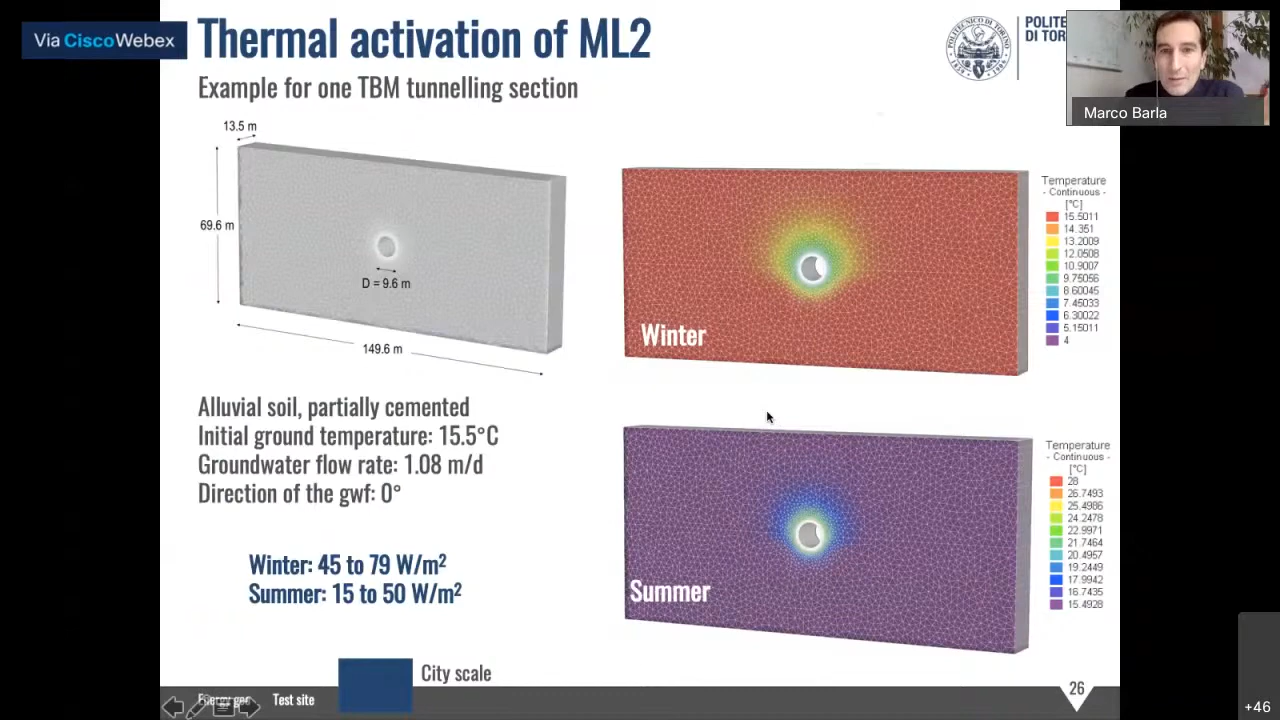 Via CiscoWebex
Thermal activation of ML2
Example for one TBM tunnelling section
POLITECNICO DI TORINO
POLITE
DI TOR
Marco Barla
13.5 m
69.6 m
D = 9.6 m
149.6 m
Winter
Temperature
- Continuous -
[°C]
15.5011
14.351
13.2009
12.0508
10.9007
9.75056
8.60045
7.45033
6.30022
5.15011
4
Alluvial soil, partially cemented
Initial ground temperature: 15.5°C
Groundwater flow rate: 1.08 m/d
Direction of the gwf: 0°
Winter: 45 to 79 W/m²
Summer: 15 to 50 W/m²
Summer
Temperature
- Continuous -
[°C]
28
26.7493
25.4986
24.2478
22.9971
21.7464
20.4957
19.2449
17.9942
16.7435
15.4928
City scale
Test site
26
+46